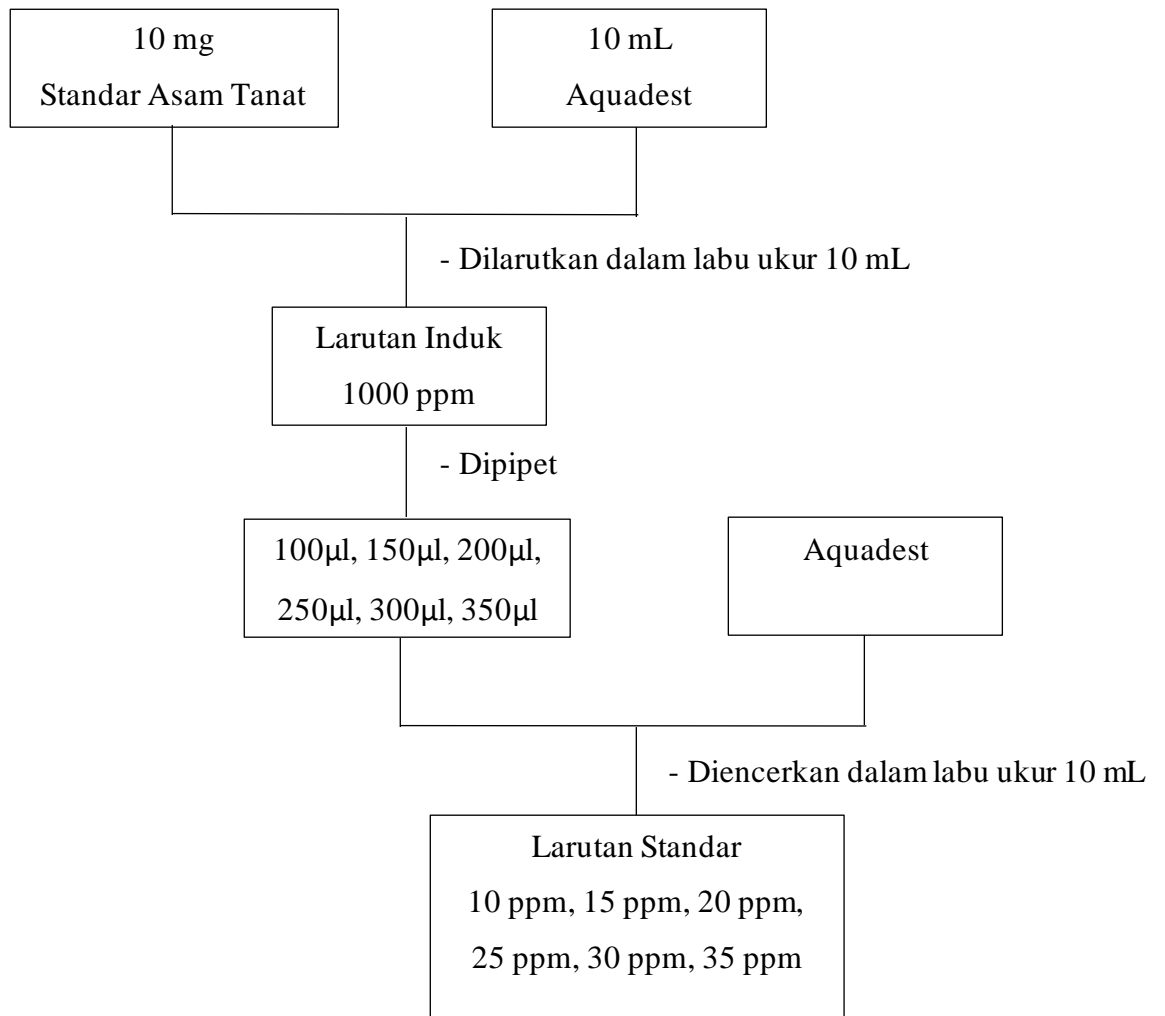 10 mg
Standar Asam Tanat
10 mL
Aquadest
- Dilarutkan dalam labu ukur 10 mL
Larutan Induk
1000 ppm
- Dipipet
100µl, 150µl, 200µl,
250µl, 300µl, 350µl
Aquadest
- Diencerkan dalam labu ukur 10 mL
Larutan Standar
10 ppm, 15 ppm, 20 ppm,
25 ppm, 30 ppm, 35 ppm